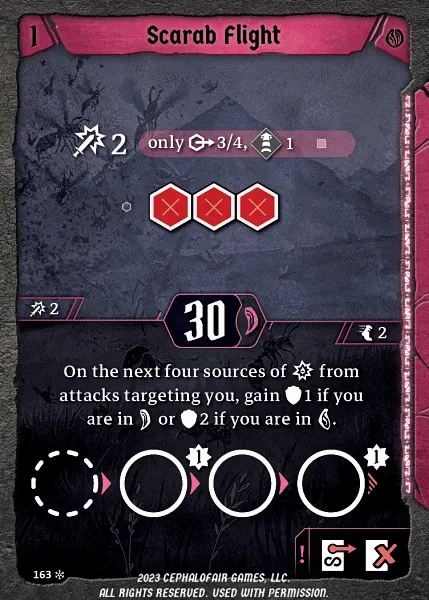 1
Scarab Flight
2 only 3/4, 1
2
30
2
On the next four sources of from
attacks targeting you, gain 1 if you
are in or 2 if you are in .
1
1
!
163
2023 CEPHALOFAIR GAMES, LLC.
ALL RIGHTS RESERVED. USED WITH PERMISSION.